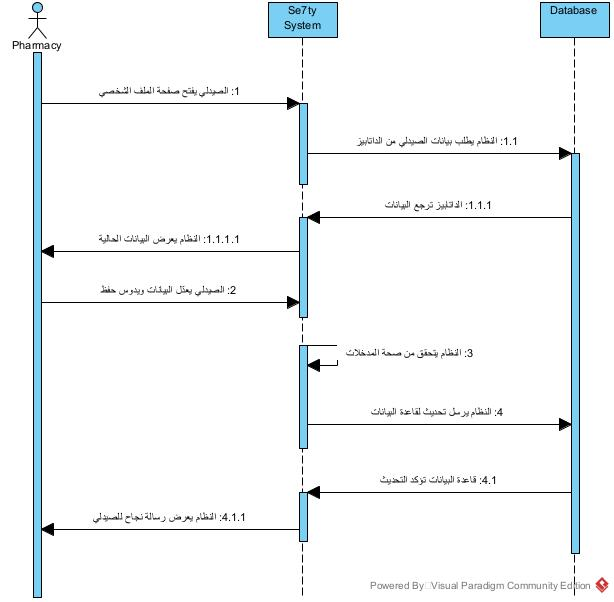 Pharmacy
Se7ty
System
Database
1: الصيدلي يفتح صفحة الملف الشخصي
1.1: النظام يطلب بيانات الصيدلي من الداتابيز
1.1.1: الداتابيز ترجع البيانات
1.1.1.1: النظام يعرض البيانات الحالية
2: الصيدلي يعدّل البيانات ويدوس حفظ
3: النظام يتحقق من صحة المدخلات
4: النظام يرسل تحديث لقاعدة البيانات
4.1: قاعدة البيانات تؤكد التحديث
4.1.1: النظام يعرض رسالة نجاح للصيدلي
Powered By Visual Paradigm Community Edition